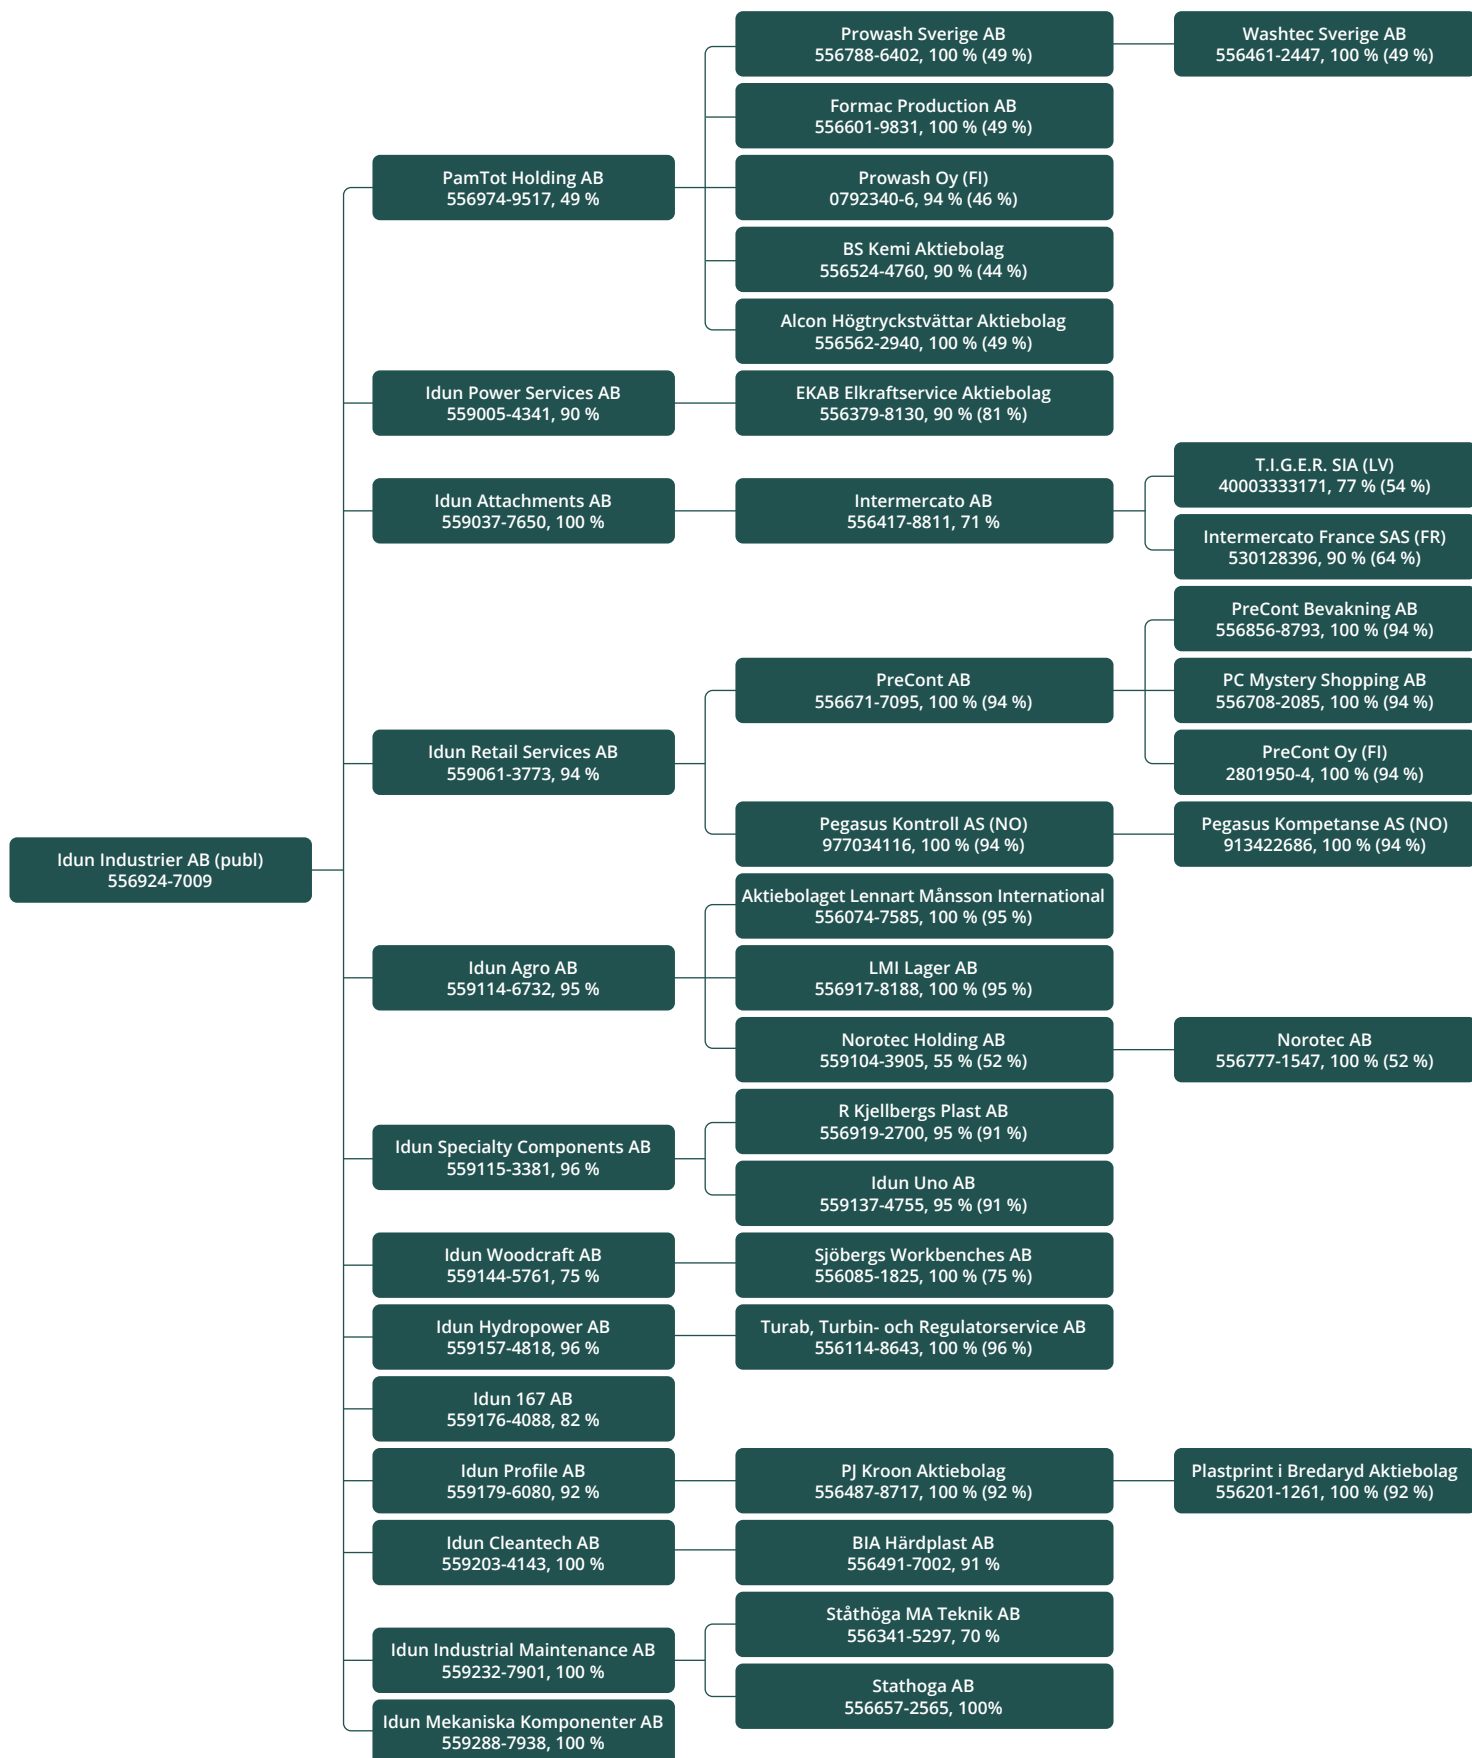 Idun Industrier AB (publ)
556924-7009
PamTot Holding AB
556974-9517, 49 %
Prowash Sverige AB
556788-6402, 100 % (49 %)
Washtec Sverige AB
556461-2447, 100 % (49 %)
Formac Production AB
556601-9831, 100 % (49 %)
Prowash Oy (FI)
0792340-6, 94 % (46 %)
BS Kemi Aktiebolag
556524-4760, 90 % (44 %)
Alcon Högtryckstvättar Aktiebolag
556562-2940, 100 % (49 %)
Idun Power Services AB
559005-4341, 90 %
EKAB Elkraftservice Aktiebolag
556379-8130, 90 % (81 %)
Idun Attachments AB
559037-7650, 100 %
Intermercato AB
556417-8811, 71 %
T.I.G.E.R. SIA (LV)
40003333171, 77 % (54 %)
Intermercato France SAS (FR)
530128396, 90 % (64 %)
Idun Retail Services AB
559061-3773, 94 %
PreCont AB
556671-7095, 100 % (94 %)
PreCont Bevakning AB
556856-8793, 100 % (94 %)
PC Mystery Shopping AB
556708-2085, 100 % (94 %)
PreCont Oy (FI)
2801950-4, 100 % (94 %)
Pegasus Kontroll AS (NO)
977034116, 100 % (94 %)
Pegasus Kompetanse AS (NO)
913422686, 100 % (94 %)
Idun Agro AB
559114-6732, 95 %
Aktiebolaget Lennart Månsson International
556074-7585, 100 % (95 %)
LMI Lager AB
556917-8188, 100 % (95 %)
Norotec Holding AB
559104-3905, 55 % (52 %)
Norotec AB
556777-1547, 100 % (52 %)
Idun Specialty Components AB
559115-3381, 96 %
R Kjellbergs Plast AB
556919-2700, 95 % (91 %)
Idun Uno AB
559137-4755, 95 % (91 %)
Idun Woodcraft AB
559144-5761, 75 %
Sjöbergs Workbenches AB
556085-1825, 100 % (75 %)
Idun Hydropower AB
559157-4818, 96 %
Turab, Turbin- och Regulatorservice AB
556114-8643, 100 % (96 %)
Idun 167 AB
559176-4088, 82 %
Idun Profile AB
559179-6080, 92 %
PJ Kroon Aktiebolag
556487-8717, 100 % (92 %)
Plastprint i Bredaryd Aktiebolag
556201-1261, 100 % (92 %)
Idun Cleantech AB
559203-4143, 100 %
BIA Härdplast AB
556491-7002, 91 %
Idun Industrial Maintenance AB
559232-7901, 100 %
Ståthöga MA Teknik AB
556341-5297, 70 %
Stathoga AB
556657-2565, 100%
Idun Mekaniska Komponenter AB
559288-7938, 100 %